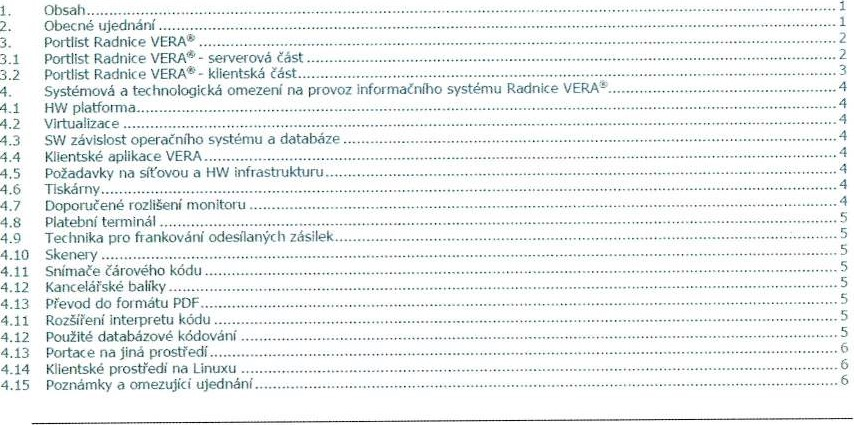 1. Obsah 1
2. Obecné ujednání 1
3. Portlist Radnice VERA® 2
3.1 Portlist Radnice VERA® - serverová část 2
3.2 Portlist Radnice VERA® - klientská část 3
4. Systémová a technologická omezení na provoz informačního systému Radnice VERA® 4
4.1 HW platforma 4
4.2 Virtualizace 4
4.3 SW závislost operačního systému a databáze 4
4.4 Klientské aplikace VERA 4
4.5 Požadavky na síťovou a HW infrastrukturu 4
4.6 Tiskárny 4
4.7 Doporučené rozlišení monitoru 4
4.8 Platební terminál 5
4.9 Technika pro frankování odesílaných zásilek 5
4.10 Skenery 5
4.11 Snímače čárového kódu 5
4.12 Kancelářské balíky 5
4.13 Převod do formátu PDF 5
4.11 Rozšíření interpretu kódu 5
4.12 Použité databázové kódování 5
4.13 Portace na jiná prostředí 6
4.14 Klientské prostředí na Linuxu 6
4.15 Poznámky a omezující ujednání 6